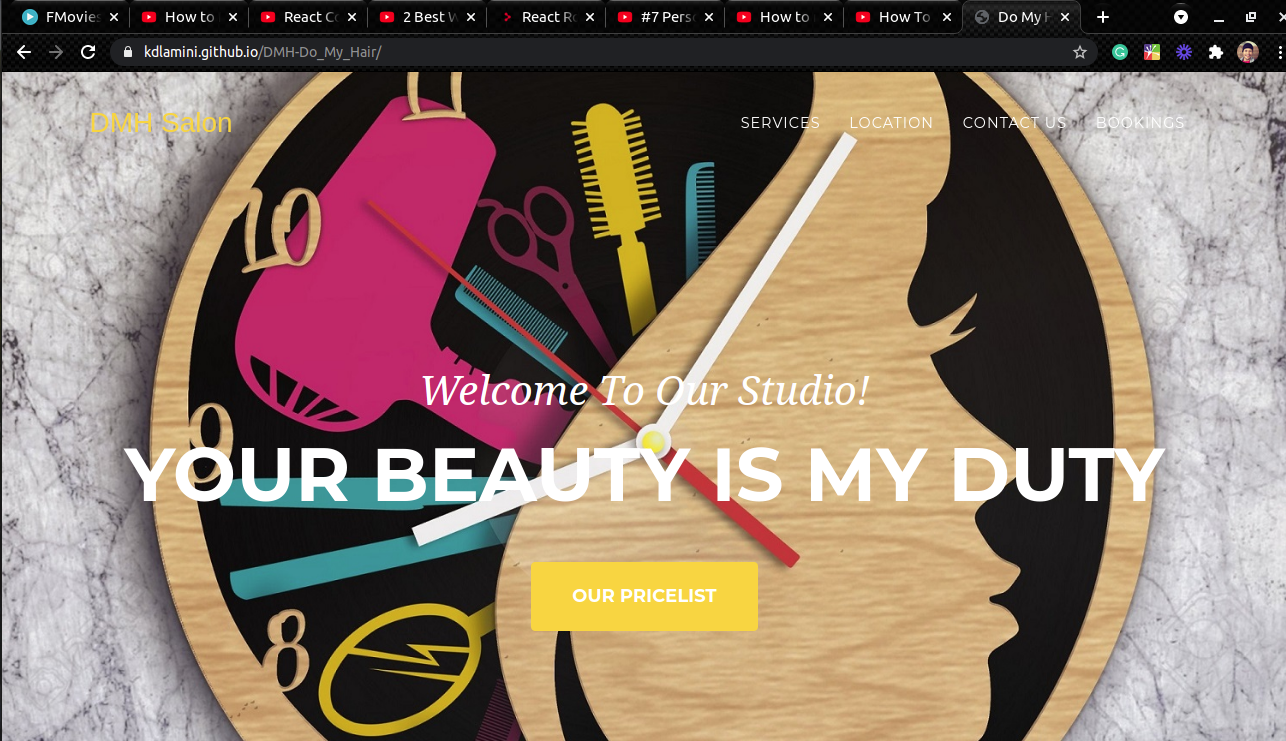 FMovies
How to
React Co
2 Best W
React Ro
#7 Pers
How to
How To
Do My H
kdlamini.github.io/DMH-Do_My_Hair/
DMH Salon
SERVICES LOCATION CONTACT US BOOKINGS
10
Welcome To Our Studio!
9
YOUR BEAUTY IS MY DUTY
OUR PRICELIST
8